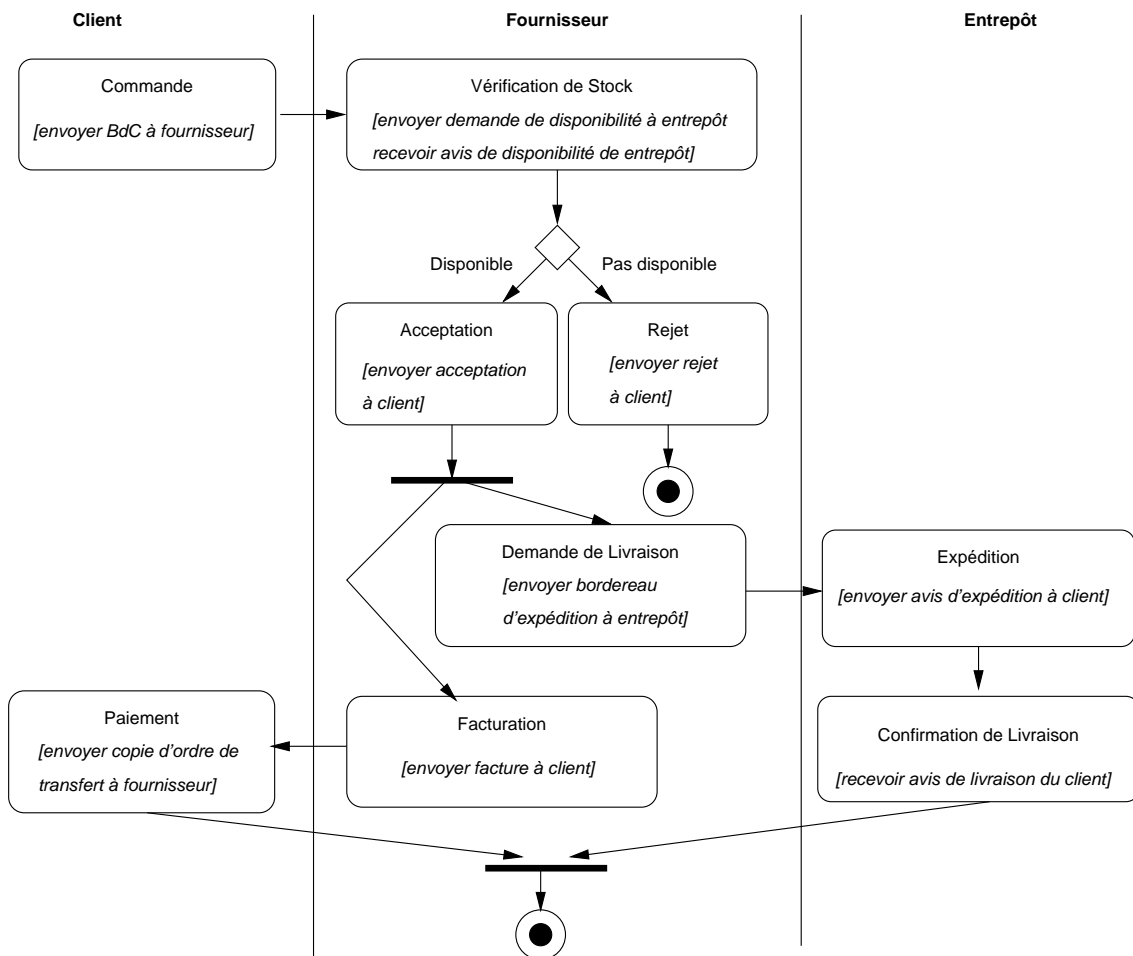 Client
Fournisseur
Entrepôt
Commande
[envoyer BdC à fournisseur]
Vérification de Stock
[envoyer demande de disponibilité à entrepôt
recevoir avis de disponibilité de entrepôt]
Disponible
Pas disponible
Acceptation
[envoyer acceptation
à client]
Rejet
[envoyer rejet
à client]
Demande de Livraison
[envoyer bordereau
d'expédition à entrepôt]
Expédition
[envoyer avis d'expédition à client]
Paiement
[envoyer copie d'ordre de
transfert à fournisseur]
Facturation
[envoyer facture à client]
Confirmation de Livraison
[recevoir avis de livraison du client]